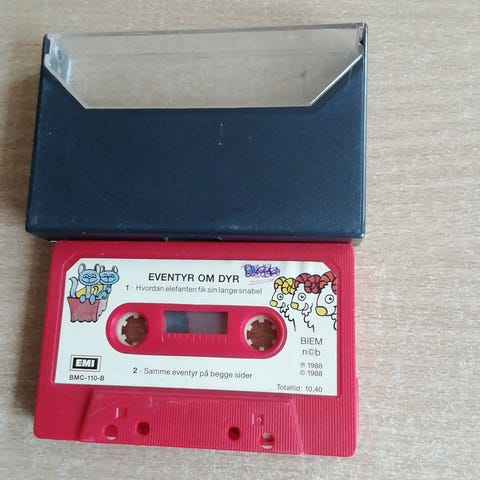 EVENTYR OM DYR
1 · Hvordan elefanten fik sin lange snabel
BIEM
n©b
EMI
BMC-110-B
2 · Samme eventyr på begge sider
℗ 1988
© 1988
Totaltid: 10.40